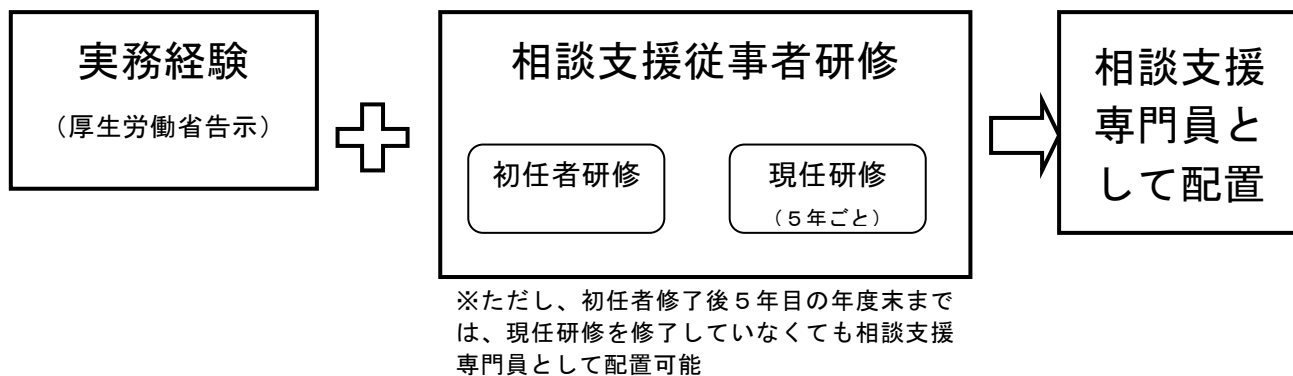 実務経験
（厚生労働省告示）
相談支援従事者研修
初任者研修
現任研修
（５年ごと）
※ただし、初任者修了後５年目の年度末まで
は、現任研修を修了していなくても相談支援
専門員として配置可能
相談支援
専門員と
して配置